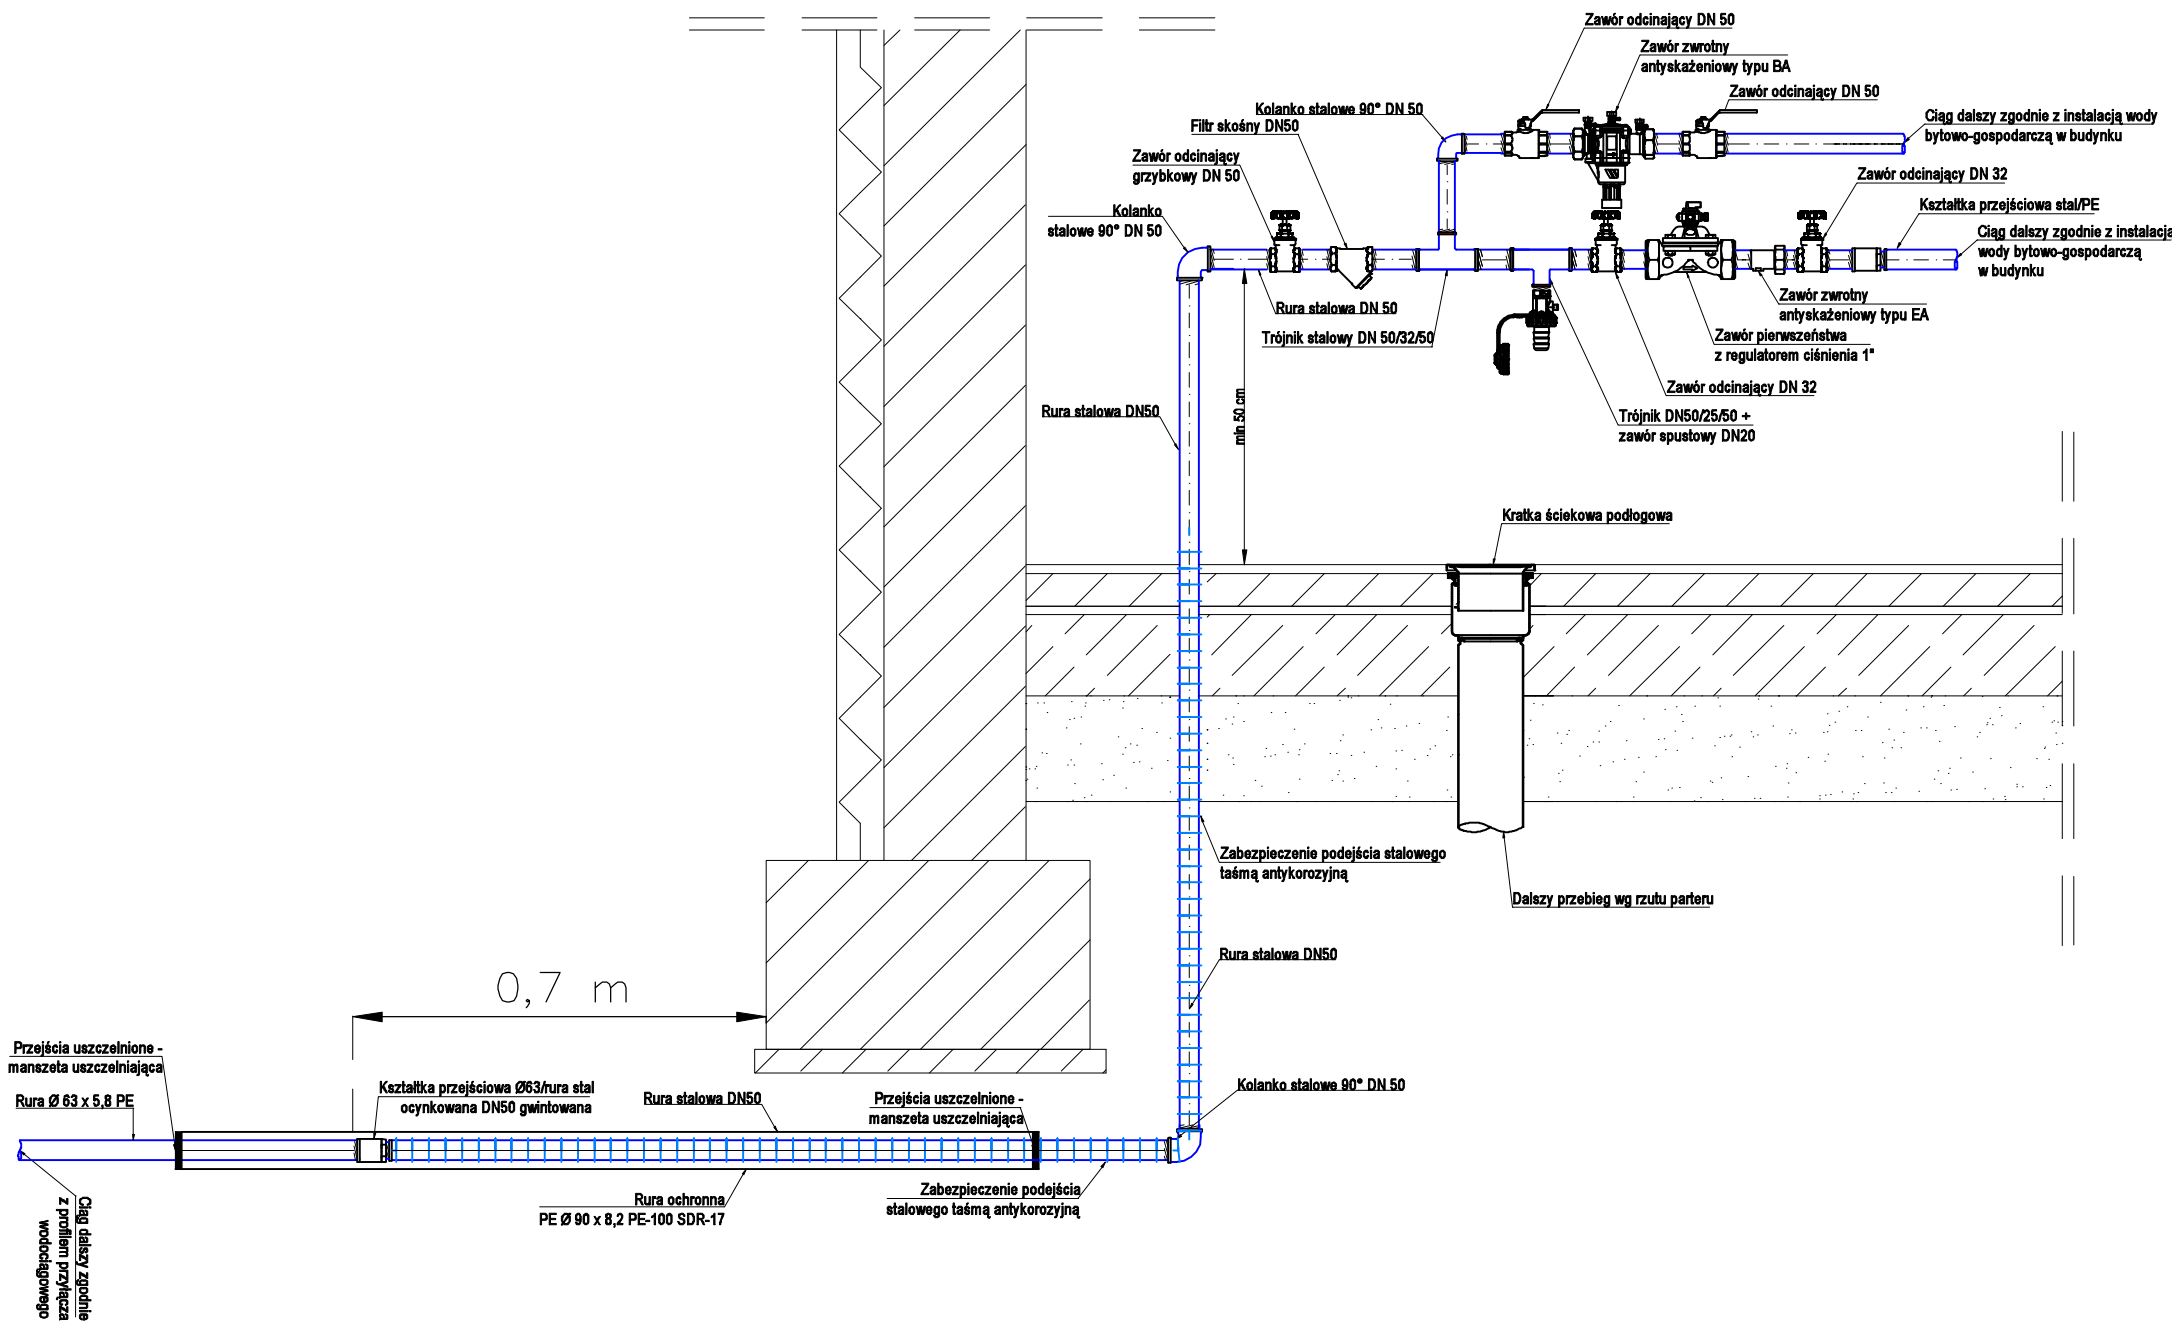 Zawór odcinający DN 50
Zawór zwrotny
antyskażeniowy typu BA
Zawór odcinający DN 50
Kolanko stalowe 90° DN 50
Filtr skośny DN50
Ciąg dalszy zgodnie z instalacją wody
bytowo-gospodarczą w budynku
Zawór odcinający
grzybkowy DN 50
Zawór odcinający DN 32
Kolanko
stalowe 90° DN 50
Kształtka przejściowa stal/PE
Ciąg dalszy zgodnie z instalacją
wody bytowo-gospodarczą
w budynku
Rura stalowa DN 50
Zawór zwrotny
antyskażeniowy typu EA
Trójnik stalowy DN 50/32/50
Zawór pierwszeństwa
z regulatorem ciśnienia 1"
Zawór odcinający DN 32
Rura stalowa DN50
min 50 cm
Trójnik DN50/25/50 +
zawór spustowy DN20
Kratka ściekowa podłogowa
Zabezpieczenie podejścia stalowego
taśmą antykorozyjną
Dalszy przebieg wg rzutu parteru
Rura stalowa DN50
0,7 m
Przejścia uszczelnione -
manszeta uszczelniająca
Rura Ø 63 x 5,8 PE
Kształtka przejściowa Ø63/rura stal
ocynkowana DN50 gwintowana
Rura stalowa DN50
Przejścia uszczelnione -
manszeta uszczelniająca
Kolanko stalowe 90° DN 50
Rura ochronna
PE Ø 90 x 8,2 PE-100 SDR-17
Zabezpieczenie podejścia
stalowego taśmą antykorozyjną
Ciąg dalszy zgodnie
z profilem przyłącza
wodociągowego